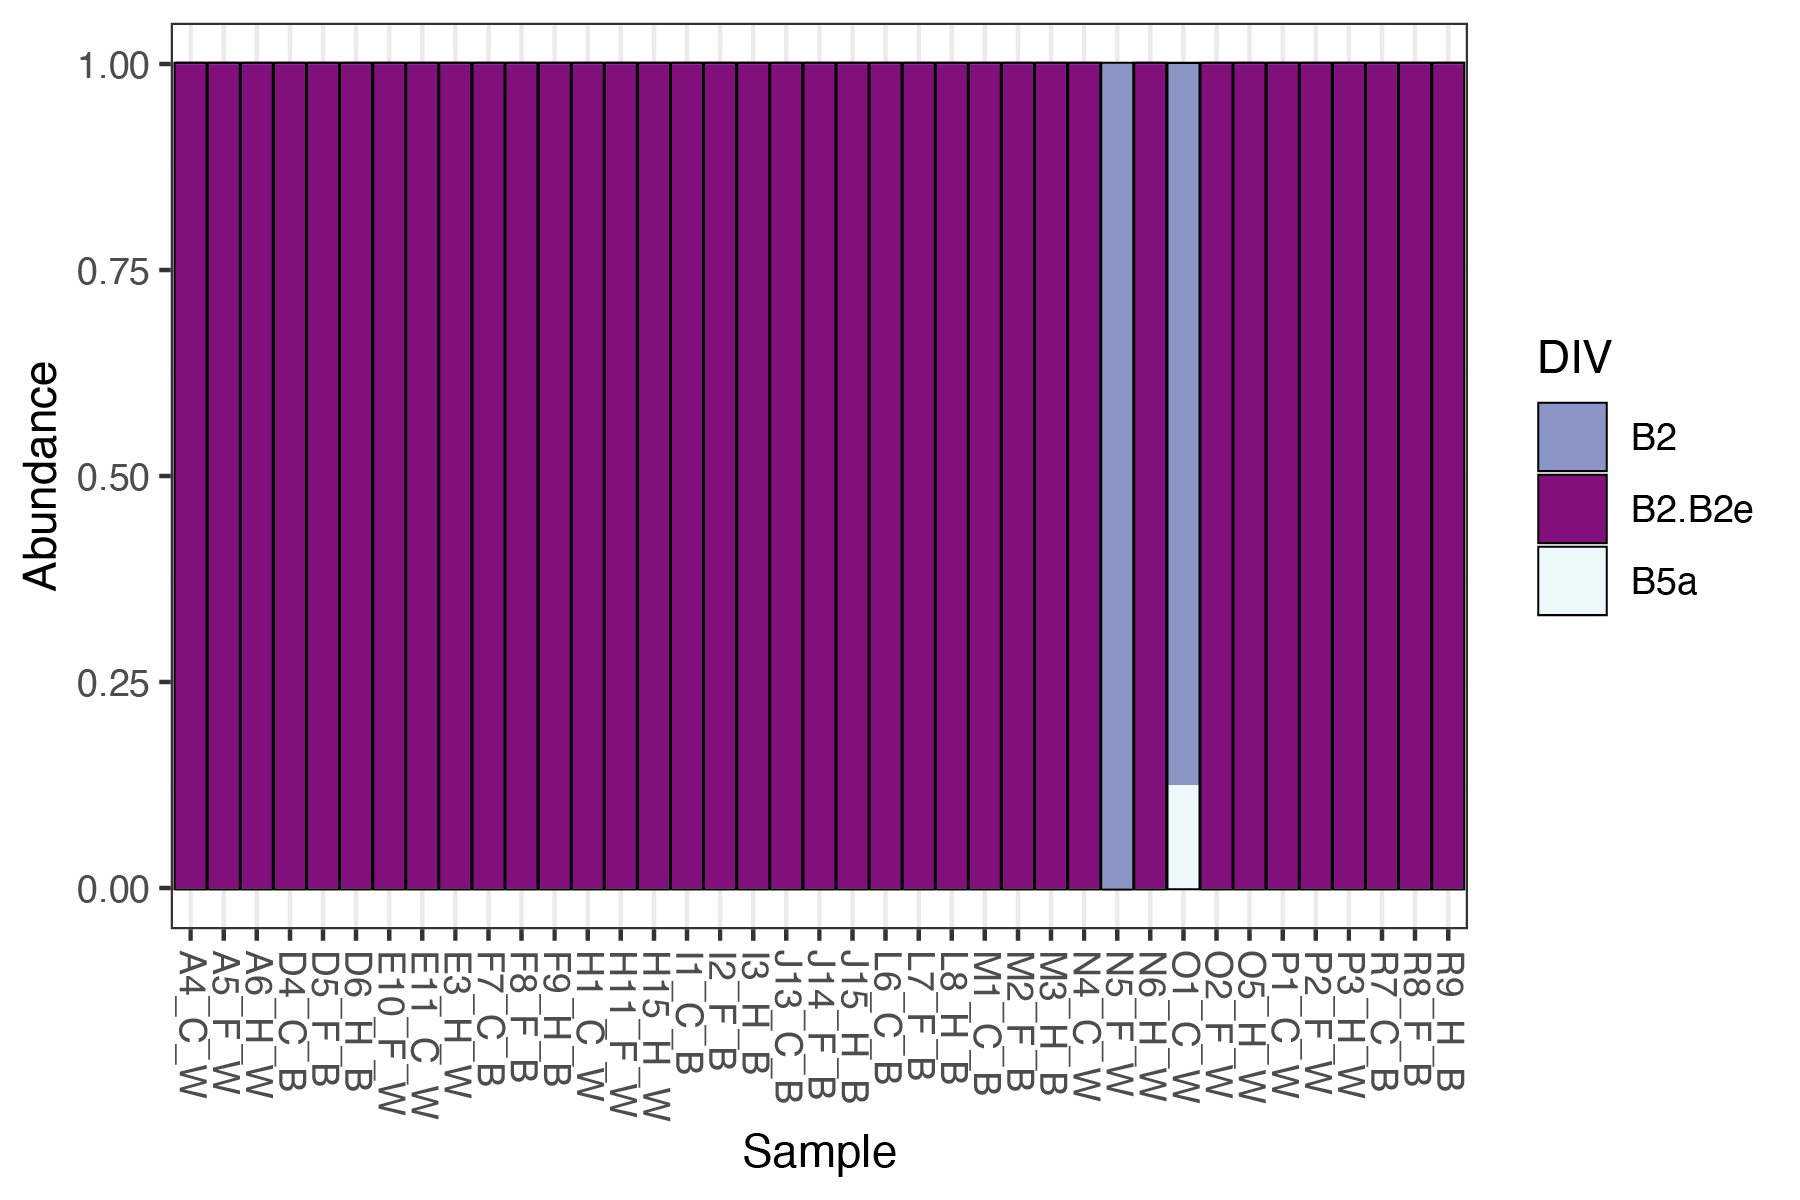 1.00
0.75
0.50
0.25
0.00
Abundance
A4_C_W
A5_F_W
A6_H_W
D4_C_B
D5_F_B
D6_H_B
E10_F_W
E11_C_W
E3_H_W
F7_C_B
F8_F_B
F9_H_B
H1_C_W
H11_F_W
H15_H_W
I1_C_B
I2_F_B
I3_H_B
J13_C_B
J14_F_B
J15_H_B
L6_C_B
L7_F_B
L8_H_B
M1_C_B
M2_F_B
M3_H_B
N4_C_W
N5_F_W
N6_H_W
O1_C_W
O2_F_W
O5_H_W
P1_C_W
P2_F_W
P3_H_W
R7_C_B
R8_F_B
R9_H_B
Sample
DIV
B2
B2.B2e
B5a